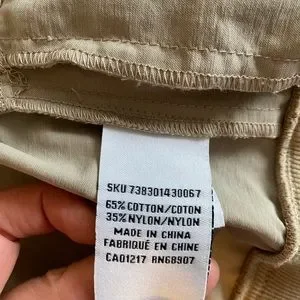 SKU 738301430067
65% COTTON/COTON
35% NYLON/NYLON
MADE IN CHINA
FABRIQUÉ EN CHINE
CA01217 RN68907